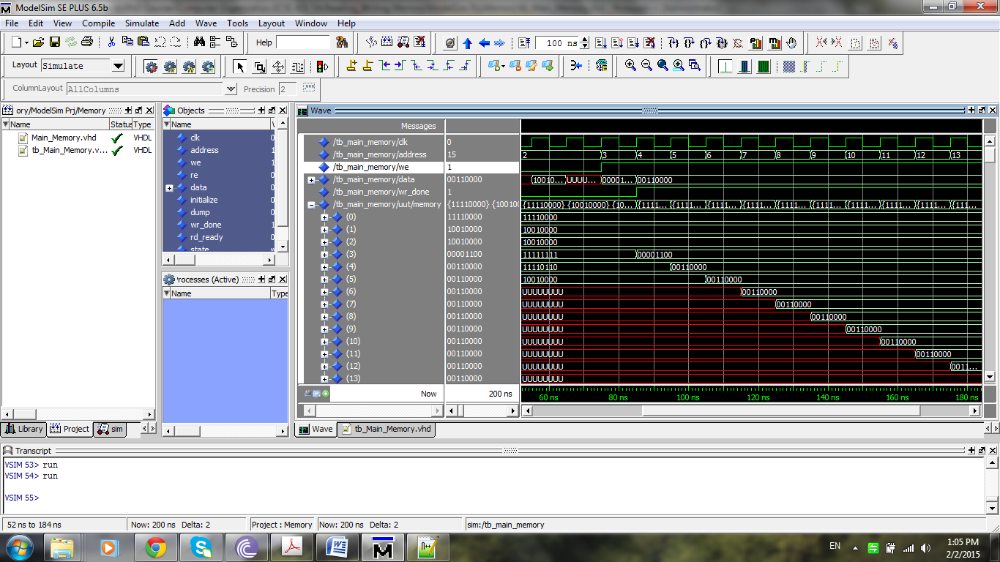 ModelSim SE PLUS 6.5b
File Edit View Compile Simulate Add Wave Tools Layout Window Help
Help
100 ns
Layout Simulate
ColumnLayout AllColumns Precision 2
ory/ModelSim Prj/Memory
Name Status Type
Main_Memory.vhd VHDL
tb_Main_Memory.v... VHDL
Library Project sim
Objects
Name
clk 0
address 1
we 1
re 0
data 0
initialize 0
dump 0
wr_done 1
rd_ready 0
state
'rocesses (Active)
Name Type
Wave
Messages
/tb_main_memory/clk 0
/tb_main_memory/address 15 2 3 4 5 6 7 8 9 10 11 12 13
/tb_main_memory/we 1
/tb_main_memory/data 00110000 10010... UUUU... 00001... 00110000
/tb_main_memory/wr_done 1
/tb_main_memory/uut/memory {11110000} {100100 {11110000} {10010000} {10... {1111... {1111... {1111... {1111... {1111... {1111... {1111... {1111... {1111... {111...
(0) 11110000 11110000
(1) 10010000 10010000
(2) 10010000 10010000
(3) 00001100 11111111 00001100
(4) 00110000 11110110 00110000
(5) 00110000 10010000 00110000
(6) 00110000 UUUUUUUU 00110000
(7) 00110000 UUUUUUUU 00110000
(8) 00110000 UUUUUUUU 00110000
(9) 00110000 UUUUUUUU 00110000
(10) 00110000 UUUUUUUU 00110000
(11) 00110000 UUUUUUUU 00110000
(12) 00110000 UUUUUUUU 0011...
(13) 00110000 UUUUUUUU
Now 200 ns 60 ns 80 ns 100 ns 120 ns 140 ns 160 ns 180 ns
Wave tb_Main_Memory.vhd
Transcript
VSIM 53> run
VSIM 54> run
VSIM 55>
52 ns to 184 ns Now: 200 ns Delta: 2 Project : Memory Now: 200 ns Delta: 2 sim:/tb_main_memory
EN 1:05 PM
2/2/2015